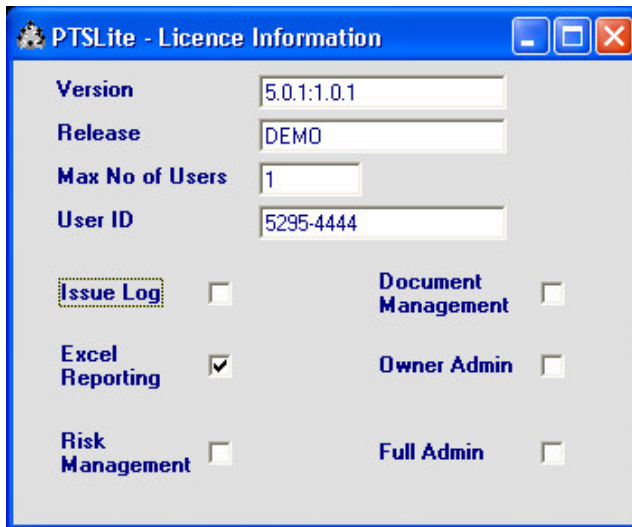 PTSLite - Licence Information
Version 5.0.1:1.0.1
Release DEMO
Max No of Users 1
User ID 5295-4444
Issue Log
Document
Management
Excel
Reporting
Owner Admin
Risk
Management
Full Admin